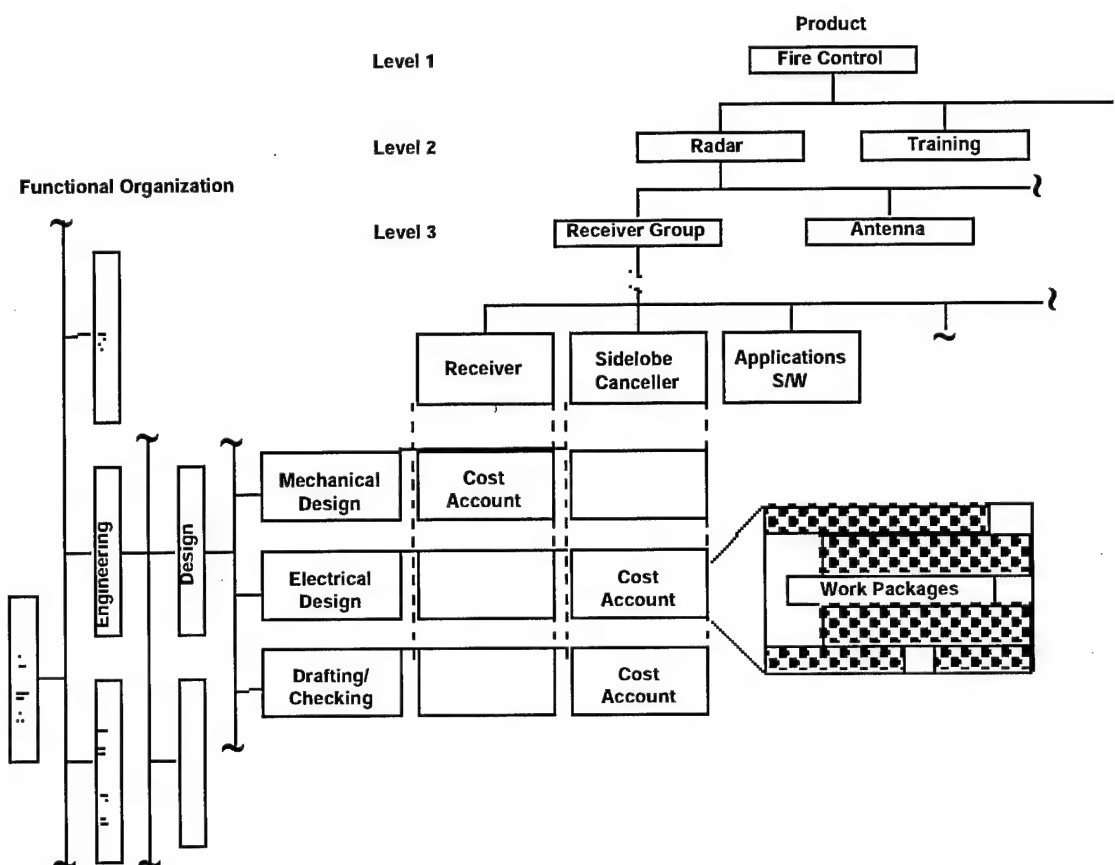 Product
Level 1
Fire Control
Level 2
Radar
Training
Functional Organization
Level 3
Receiver Group
Antenna
Receiver
Sidelobe
Canceller
Applications
S/W
Engineering
Design
Mechanical
Design
Cost
Account
Electrical
Design
Cost
Account
Work Packages
Drafting/
Checking
Cost
Account